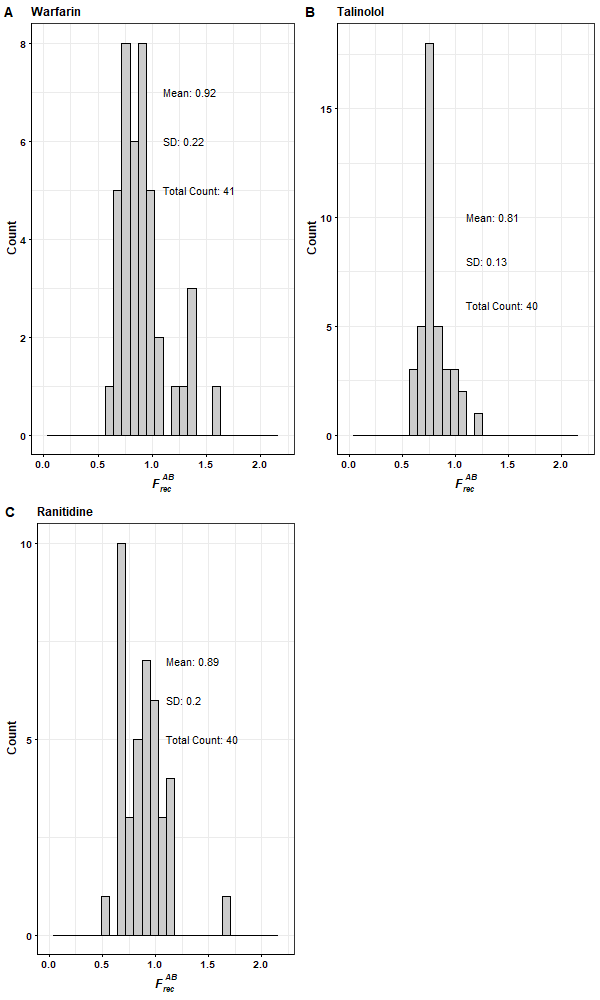 A Warfarin
8
6
4
2
0
Count
Mean: 0.92
SD: 0.22
Total Count: 41
0.0 0.5 1.0 1.5 2.0
F rec AB
B Talinolol
15
10
5
0
Count
Mean: 0.81
SD: 0.13
Total Count: 40
0.0 0.5 1.0 1.5 2.0
F rec AB
C Ranitidine
10
5
0
Count
Mean: 0.89
SD: 0.2
Total Count: 40
0.0 0.5 1.0 1.5 2.0
F rec AB